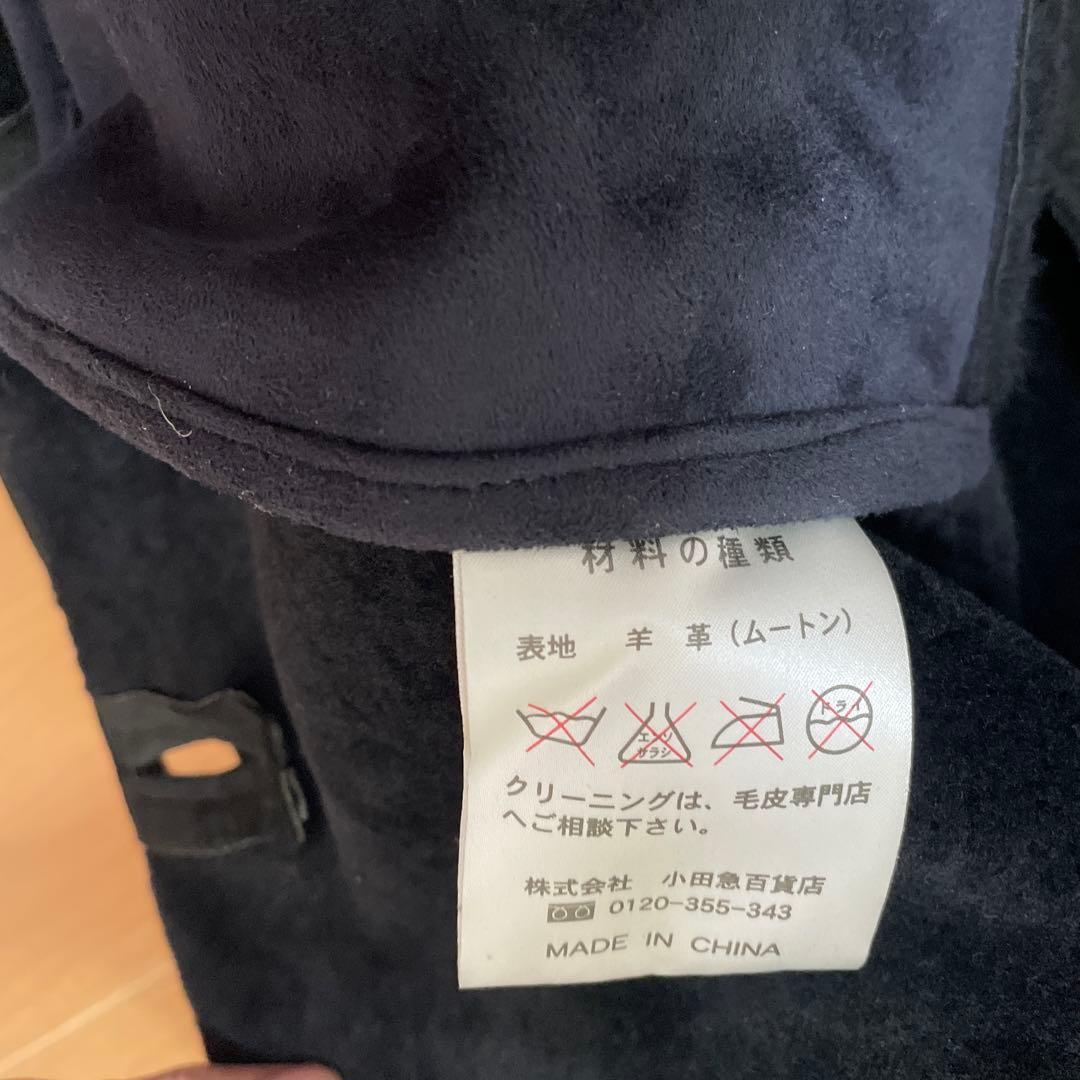 材料の種類
表地 羊 革 (ムートン)
エンソ
サラシ
ドライ
クリーニングは、毛皮専門店
へご相談下さい。
株式会社 小田急百貨店
0120-355-343
MADE IN CHINA